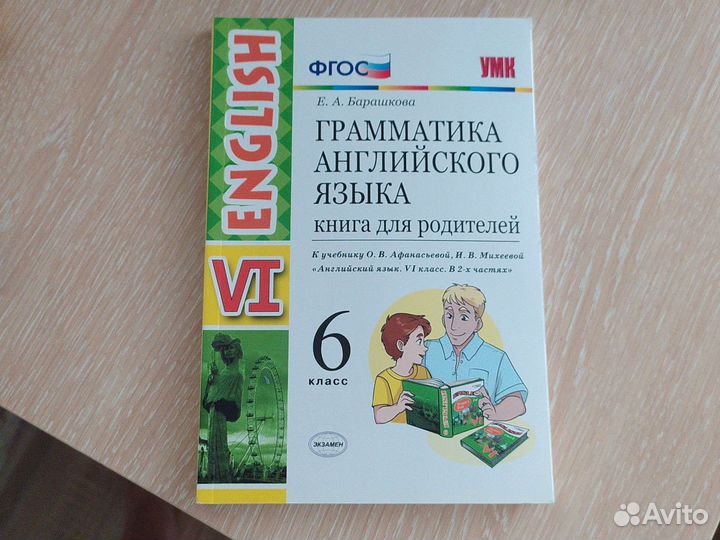 ENGLISH
VI
ФГОС
УМК
Е. А. Барашкова
ГРАММАТИКА
АНГЛИЙСКОГО
ЯЗЫКА
книга для родителей
К учебнику О. В. Афанасьевой, И. В. Михеевой
«Английский язык. VI класс. В 2-х частях»
6
класс
ЭКЗАМЕН
Avito